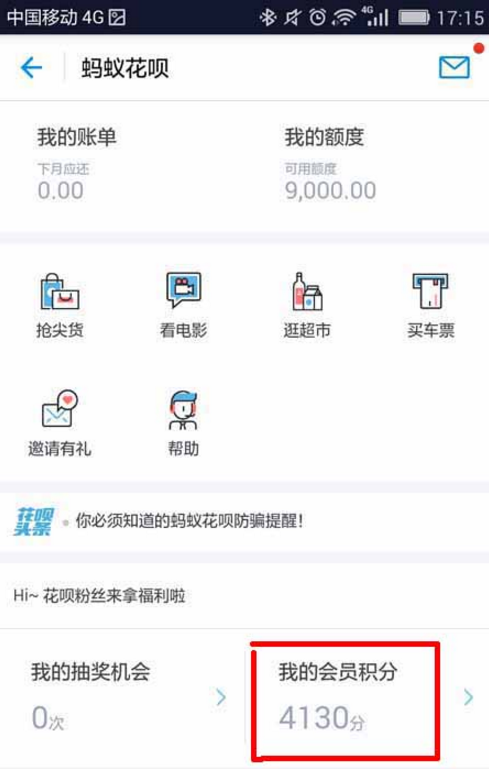 中国移动 4G 4G 17:15
蚂蚁花呗
我的账单 我的额度
下月应还 可用额度
0.00 9,000.00
抢尖货 看电影 逛超市 买车票
邀请有礼 帮助
花呗
头条
你必须知道的蚂蚁花呗防骗提醒!
Hi~ 花呗粉丝来拿福利啦
我的抽奖机会 我的会员积分
0次 4130分